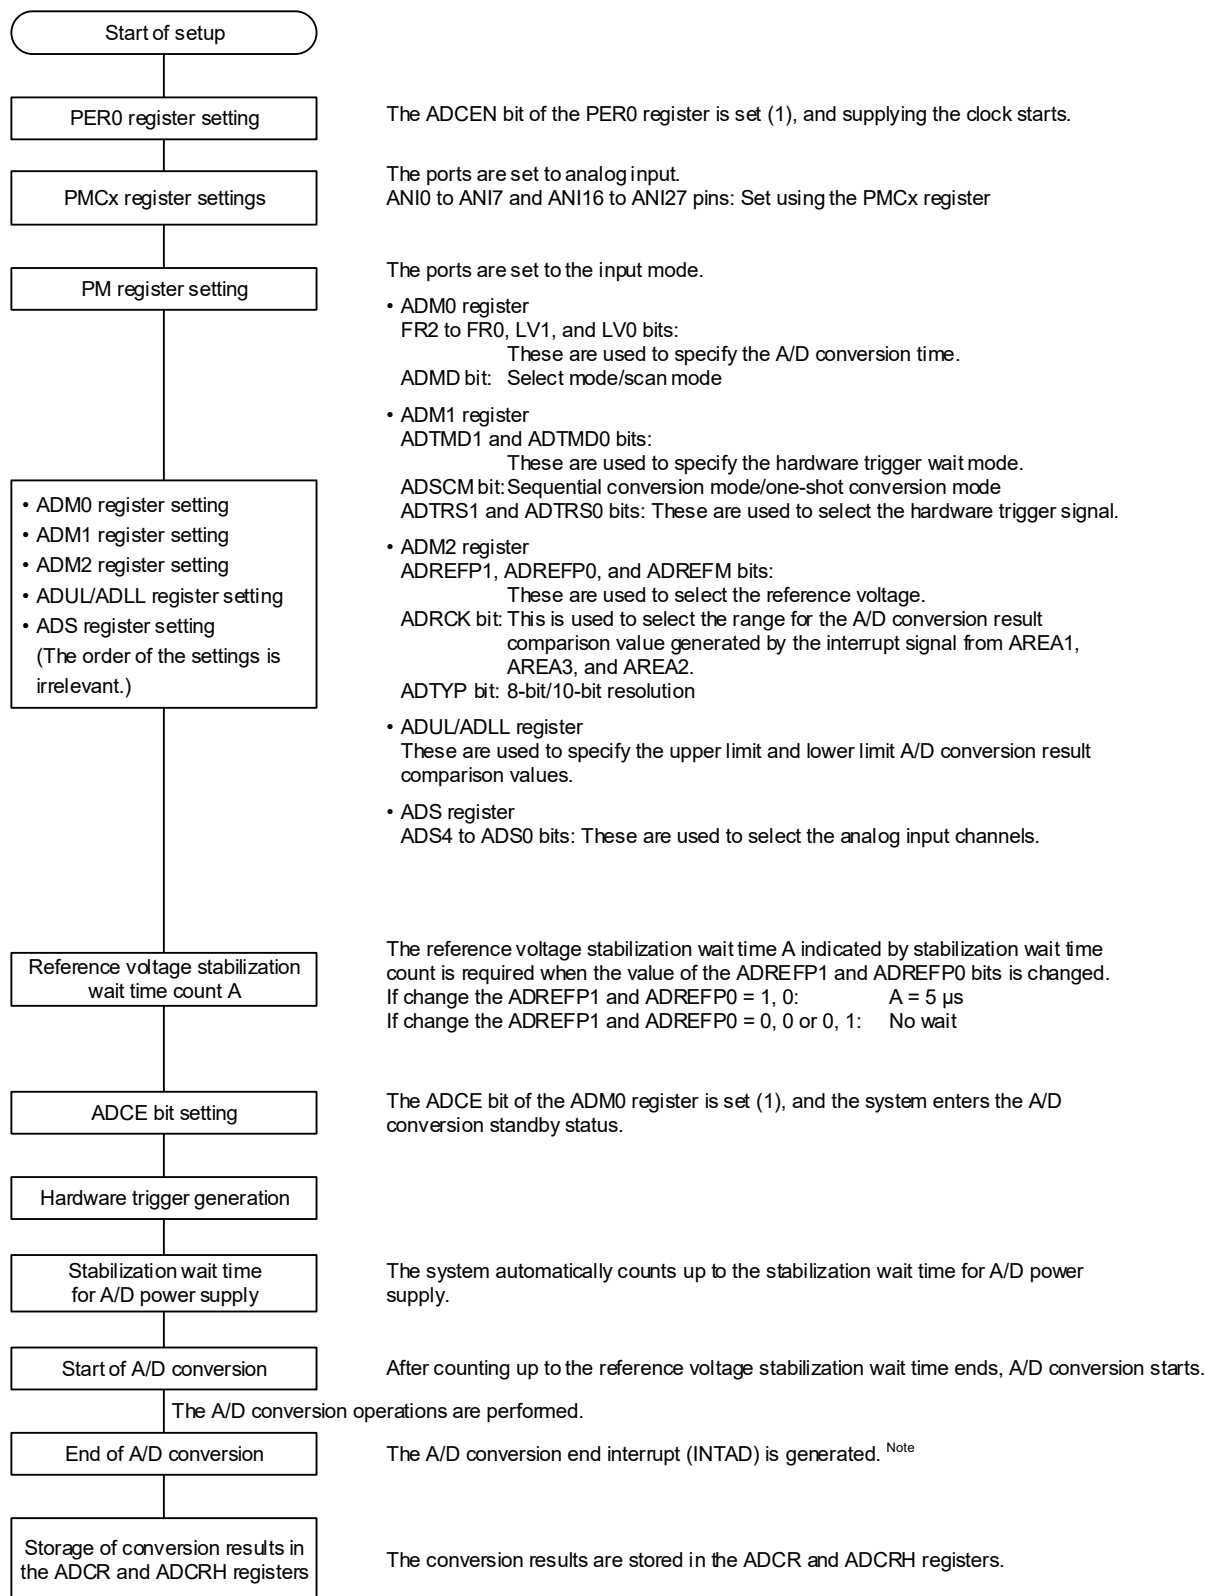 Start of setup
PER0 register setting
The ADCEN bit of the PER0 register is set (1), and supplying the clock starts.
PMCx register settings
The ports are set to analog input.
ANI0 to ANI7 and ANI16 to ANI27 pins: Set using the PMCx register
PM register setting
The ports are set to the input mode.
• ADM0 register setting
• ADM1 register setting
• ADM2 register setting
• ADUL/ADLL register setting
• ADS register setting
(The order of the settings is
irrelevant.)
• ADM0 register
FR2 to FR0, LV1, and LV0 bits:
These are used to specify the A/D conversion time.
ADMD bit: Select mode/scan mode
• ADM1 register
ADTMD1 and ADTMD0 bits:
These are used to specify the hardware trigger wait mode.
ADSCM bit: Sequential conversion mode/one-shot conversion mode
ADTRS1 and ADTRS0 bits: These are used to select the hardware trigger signal.
• ADM2 register
ADREFP1, ADREFP0, and ADREFM bits:
These are used to select the reference voltage.
ADRCK bit: This is used to select the range for the A/D conversion result
comparison value generated by the interrupt signal from AREA1,
AREA3, and AREA2.
ADTYP bit: 8-bit/10-bit resolution
• ADUL/ADLL register
These are used to specify the upper limit and lower limit A/D conversion result
comparison values.
• ADS register
ADS4 to ADS0 bits: These are used to select the analog input channels.
Reference voltage stabilization
wait time count A
The reference voltage stabilization wait time A indicated by stabilization wait time
count is required when the value of the ADREFP1 and ADREFP0 bits is changed.
If change the ADREFP1 and ADREFP0 = 1, 0: A = 5 µs
If change the ADREFP1 and ADREFP0 = 0, 0 or 0, 1: No wait
ADCE bit setting
The ADCE bit of the ADM0 register is set (1), and the system enters the A/D
conversion standby status.
Hardware trigger generation
Stabilization wait time
for A/D power supply
The system automatically counts up to the stabilization wait time for A/D power
supply.
Start of A/D conversion
After counting up to the reference voltage stabilization wait time ends, A/D conversion starts.
The A/D conversion operations are performed.
End of A/D conversion
The A/D conversion end interrupt (INTAD) is generated. Note
Storage of conversion results in
the ADCR and ADCRH registers
The conversion results are stored in the ADCR and ADCRH registers.